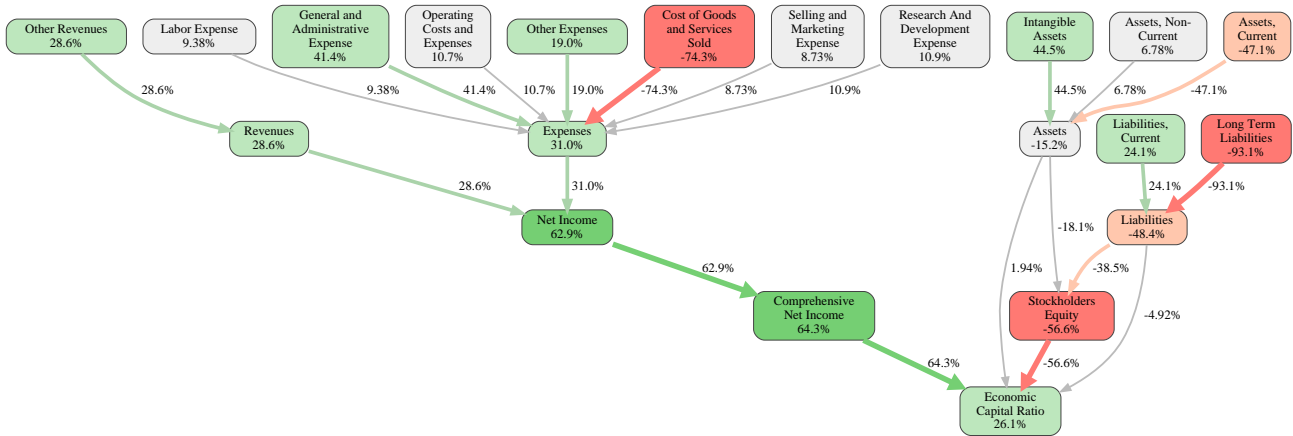 Other Revenues
28.6%
Labor Expense
9.38%
General and
Administrative
Expense
41.4%
Operating
Costs and
Expenses
10.7%
Other Expenses
19.0%
Cost of Goods
and Services
Sold
-74.3%
Selling and
Marketing
Expense
8.73%
Research And
Development
Expense
10.9%
Intangible
Assets
44.5%
Assets, Non-
Current
6.78%
Assets,
Current
-47.1%
28.6%
9.38%
41.4%
10.7%
19.0%
-74.3%
8.73%
10.9%
44.5%
6.78%
-47.1%
Revenues
28.6%
Expenses
31.0%
Assets
-15.2%
Liabilities,
Current
24.1%
Long Term
Liabilities
-93.1%
28.6%
31.0%
24.1%
-93.1%
Net Income
62.9%
-18.1%
Liabilities
-48.4%
62.9%
1.94%
-38.5%
Comprehensive
Net Income
64.3%
Stockholders
Equity
-56.6%
-4.92%
64.3%
-56.6%
Economic
Capital Ratio
26.1%